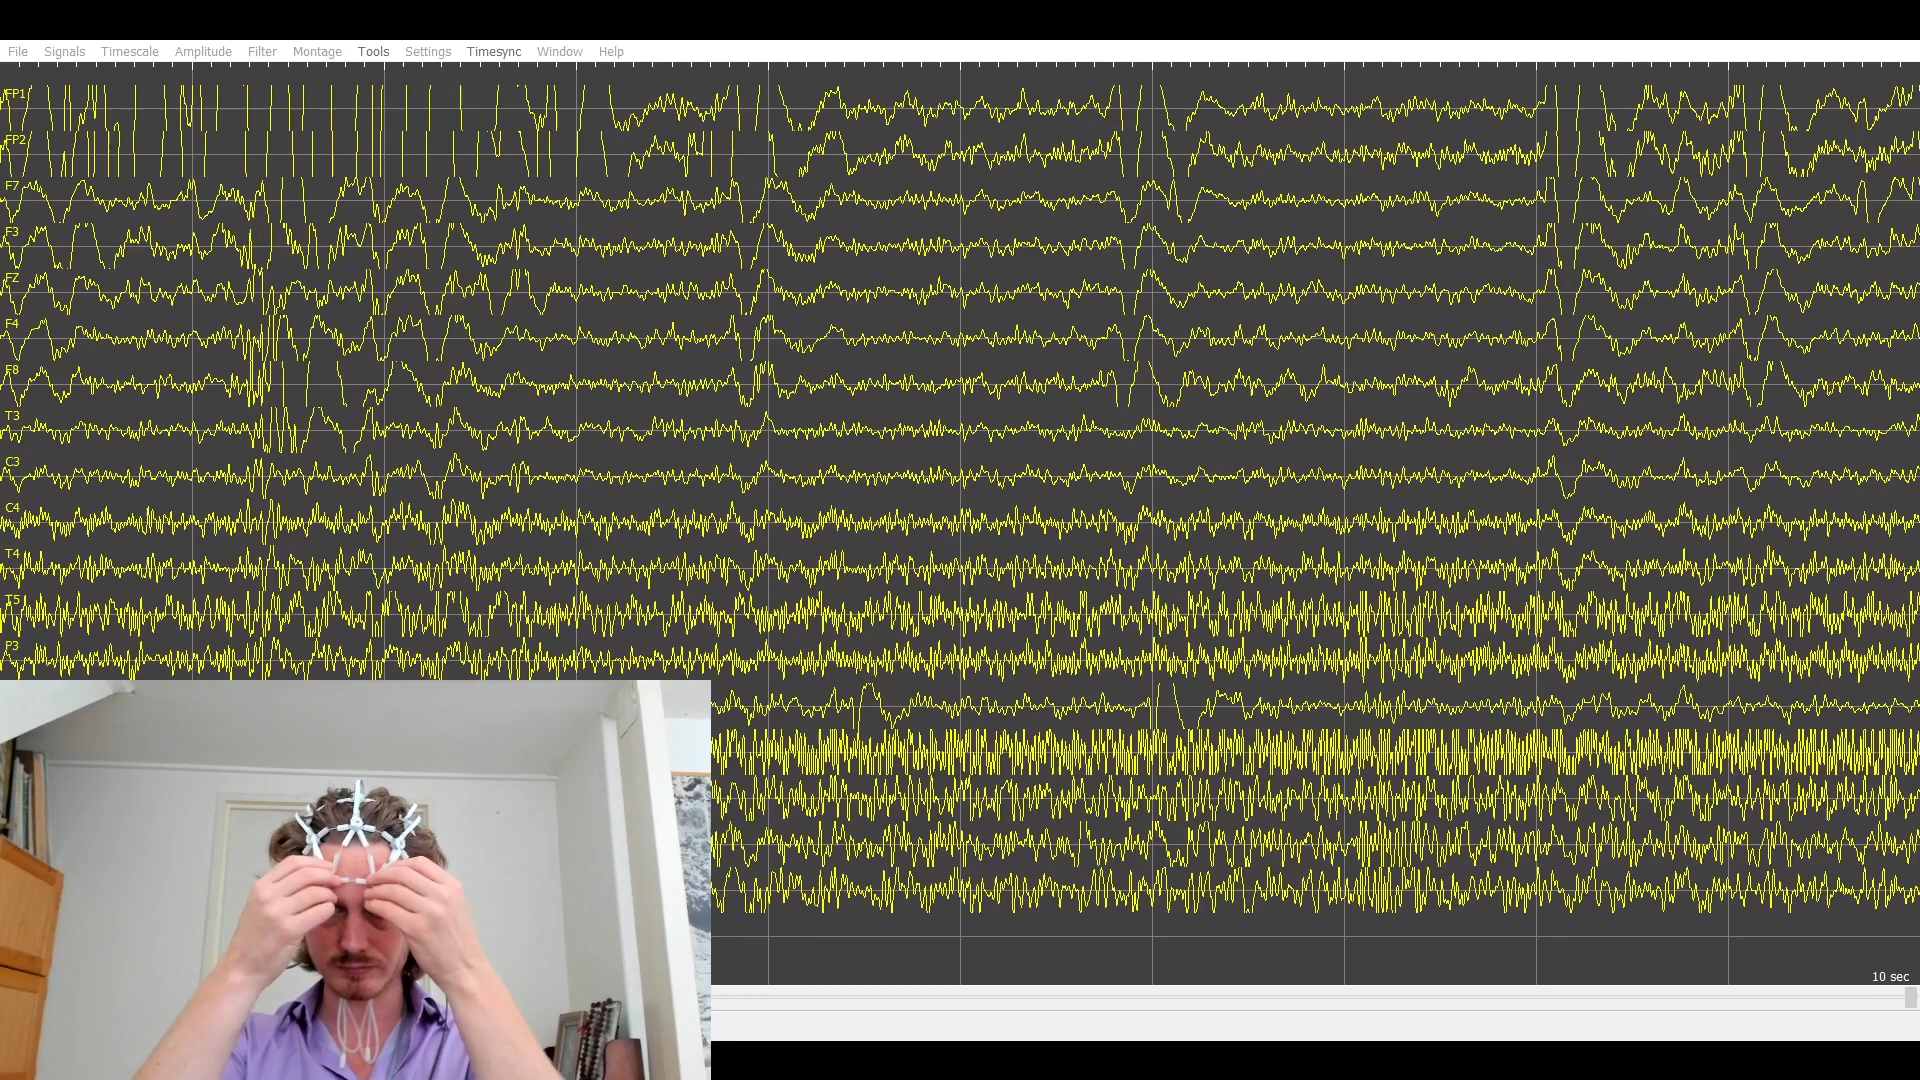 File Signals Timescale Amplitude Filter Montage Tools Settings Timesync Window Help
FP1
FP2
F7
F3
FZ
F4
F8
T3
C3
C4
T4
T5
P3
10 sec